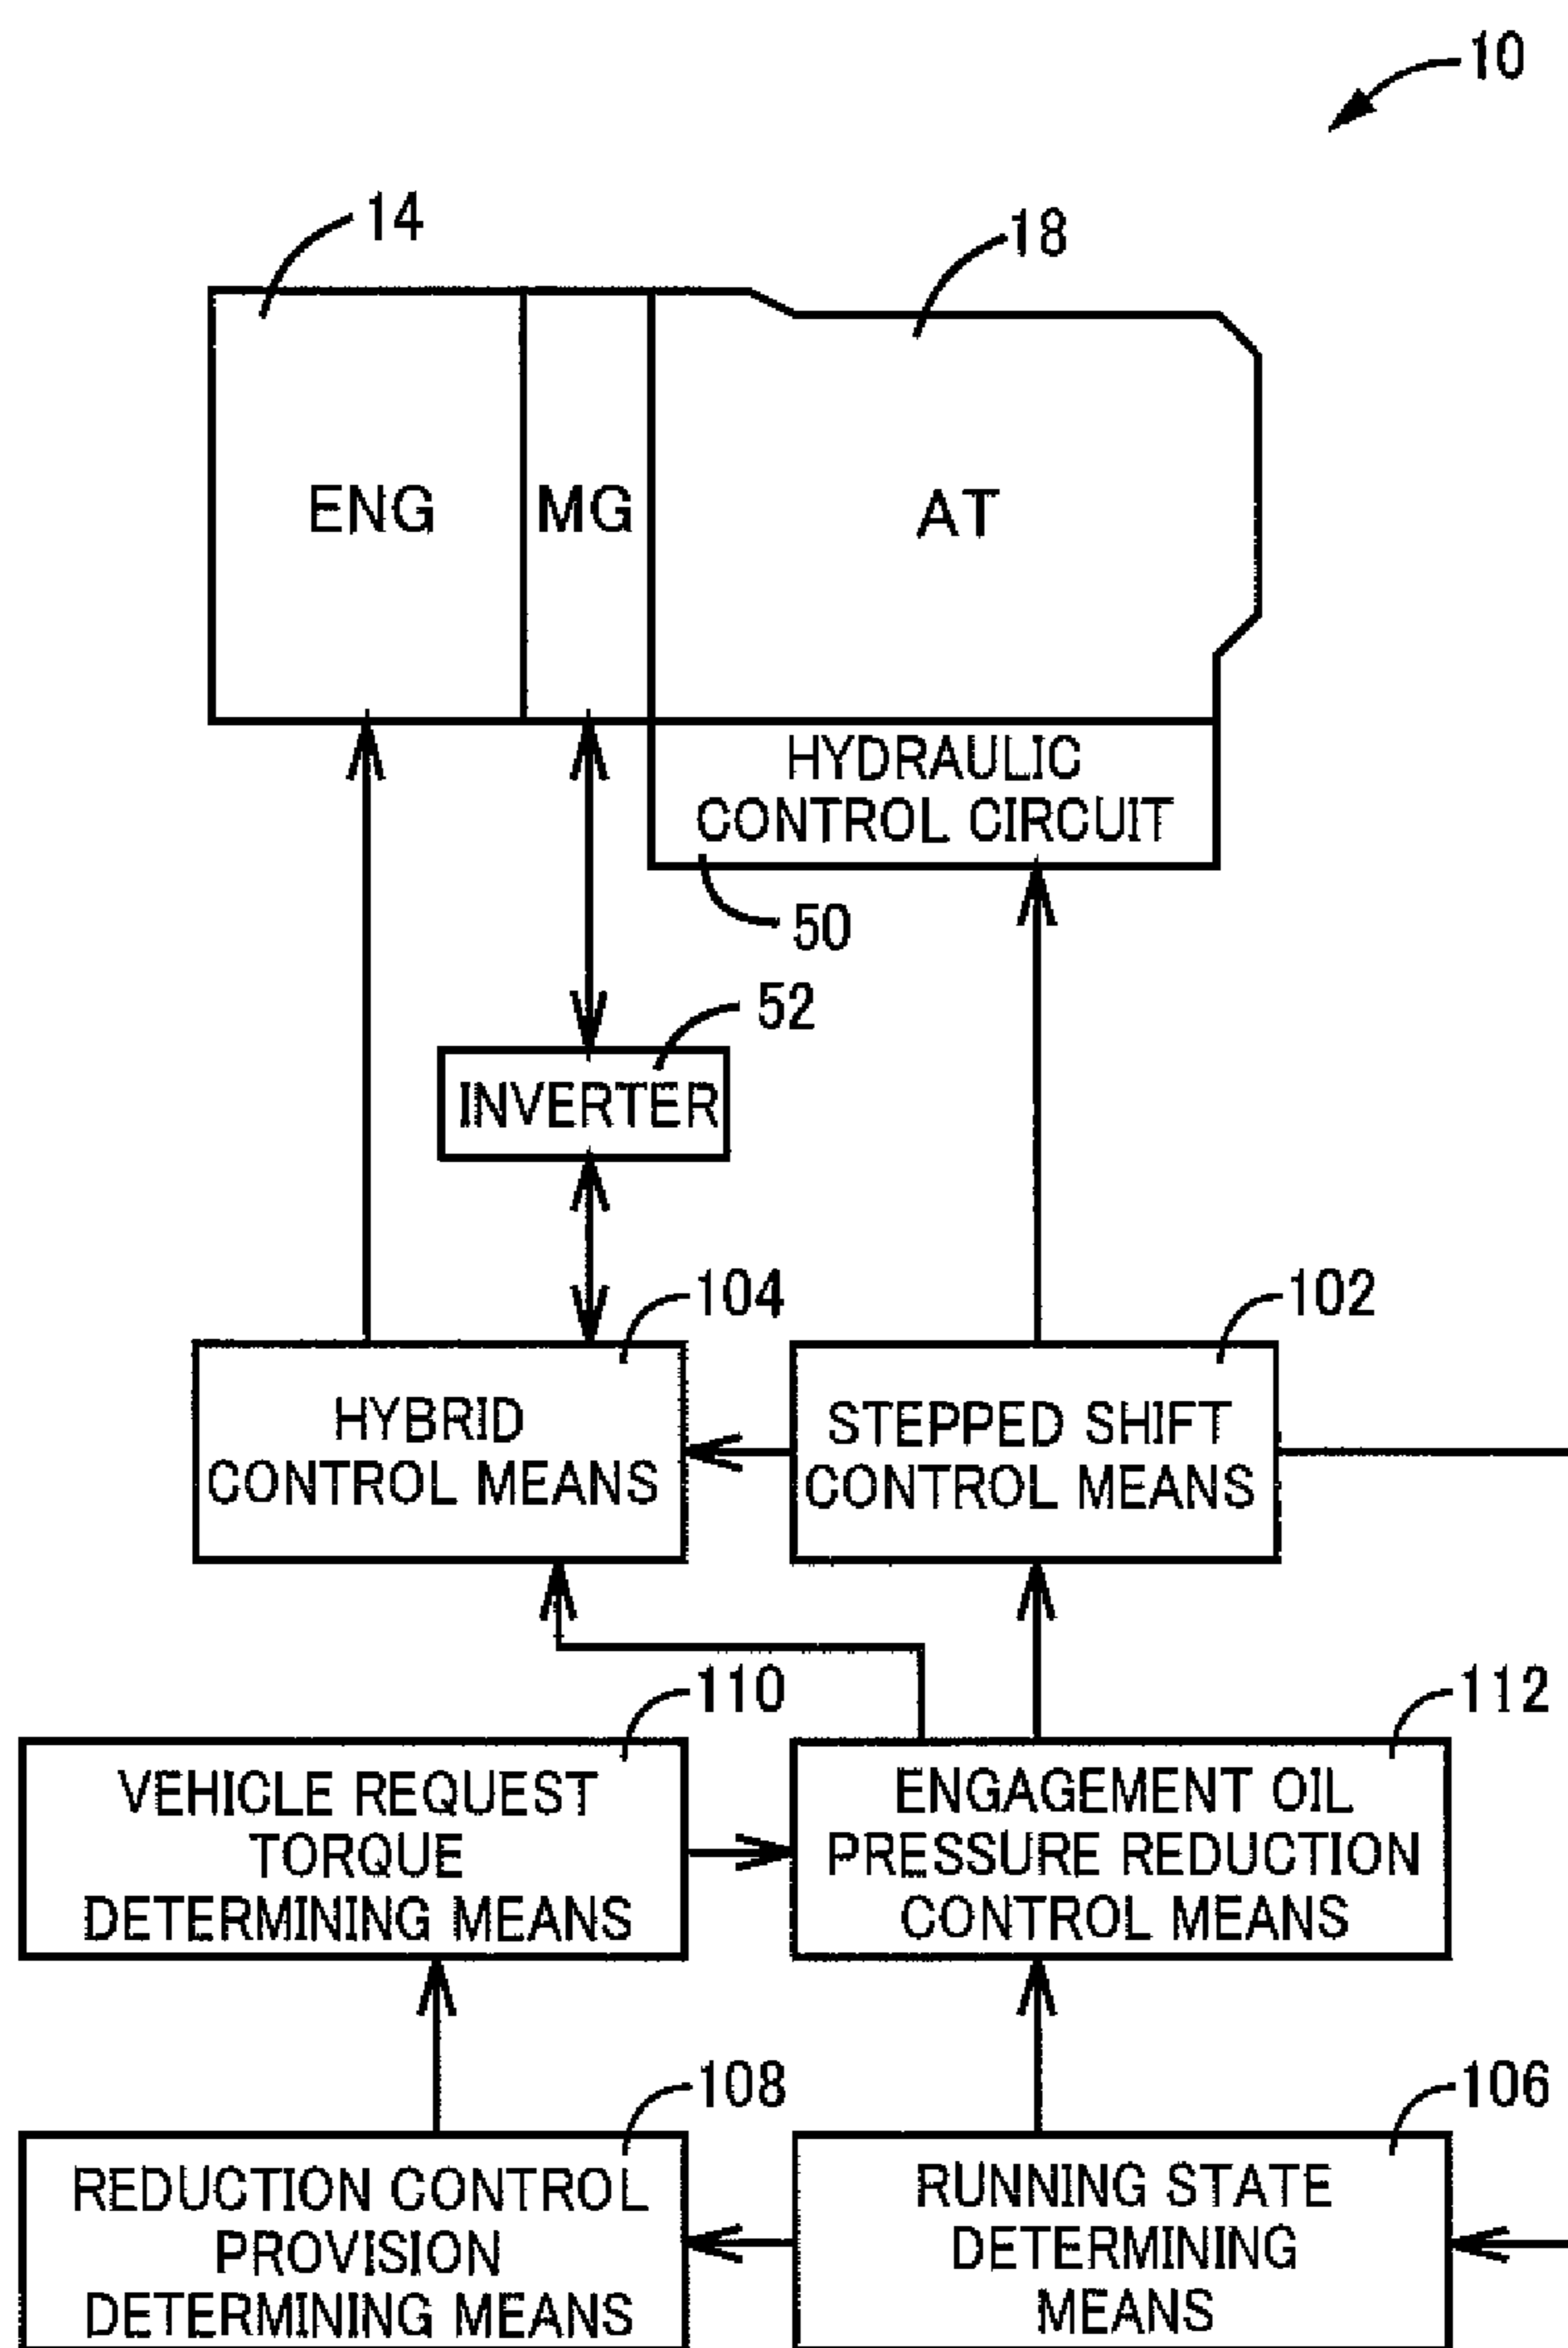 10
14
18
ENG
MG
AT
HYDRAULIC
CONTROL CIRCUIT
50
52
INVERTER
104
102
HYBRID
CONTROL MEANS
STEPPED SHIFT
CONTROL MEANS
110
112
VEHICLE REQUEST
TORQUE
DETERMINING MEANS
ENGAGEMENT OIL
PRESSURE REDUCTION
CONTROL MEANS
108
106
REDUCTION CONTROL
PROVISION
DETERMINING MEANS
RUNNING STATE
DETERMINING
MEANS